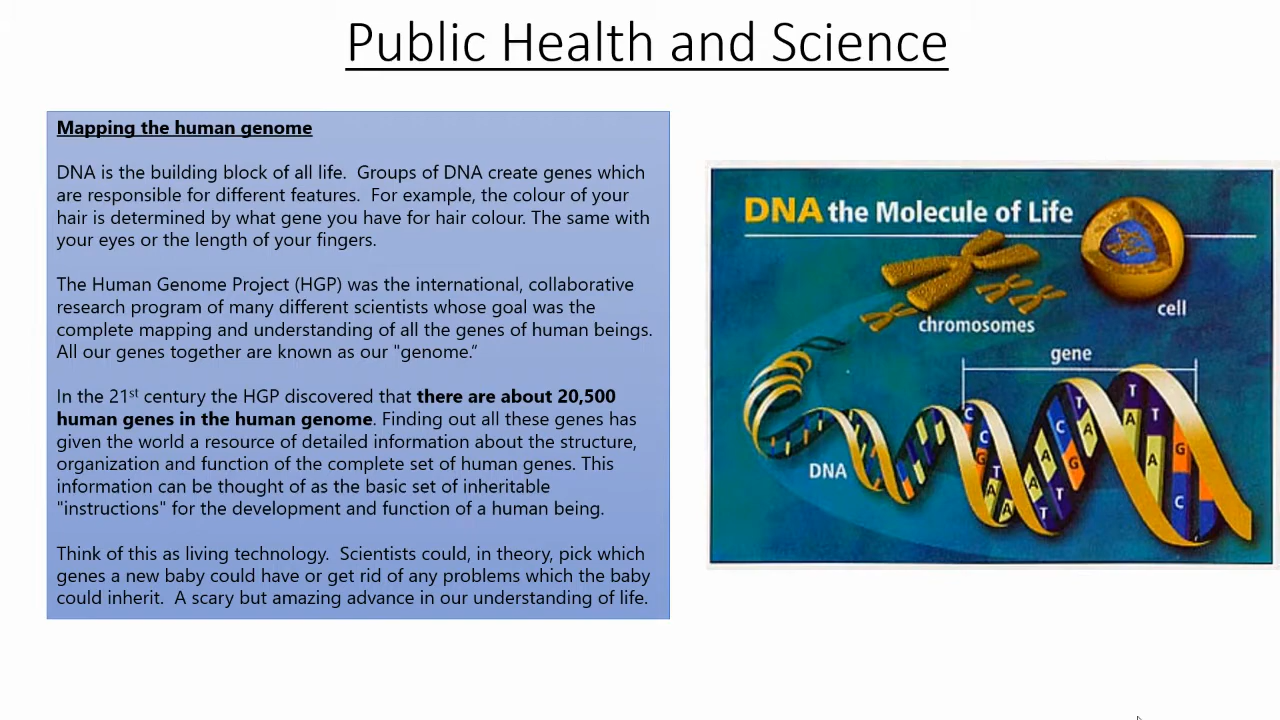 Public Health and Science
Mapping the human genome
DNA is the building block of all life.  Groups of DNA create genes which
are responsible for different features.  For example, the colour of your
hair is determined by what gene you have for hair colour. The same with
your eyes or the length of your fingers.
The Human Genome Project (HGP) was the international, collaborative
research program of many different scientists whose goal was the
complete mapping and understanding of all the genes of human beings.
All our genes together are known as our "genome.“
In the 21st century the HGP discovered that there are about 20,500
human genes in the human genome. Finding out all these genes has
given the world a resource of detailed information about the structure,
organization and function of the complete set of human genes. This
information can be thought of as the basic set of inheritable
"instructions" for the development and function of a human being.
Think of this as living technology.  Scientists could, in theory, pick which
genes a new baby could have or get rid of any problems which the baby
could inherit.  A scary but amazing advance in our understanding of life.
DNA the Molecule of Life
cell
chromosomes
gene
DNA
C
C
G
T
A
A
A
T
A
C
T
G
T
A
T
A
T
A
G
C